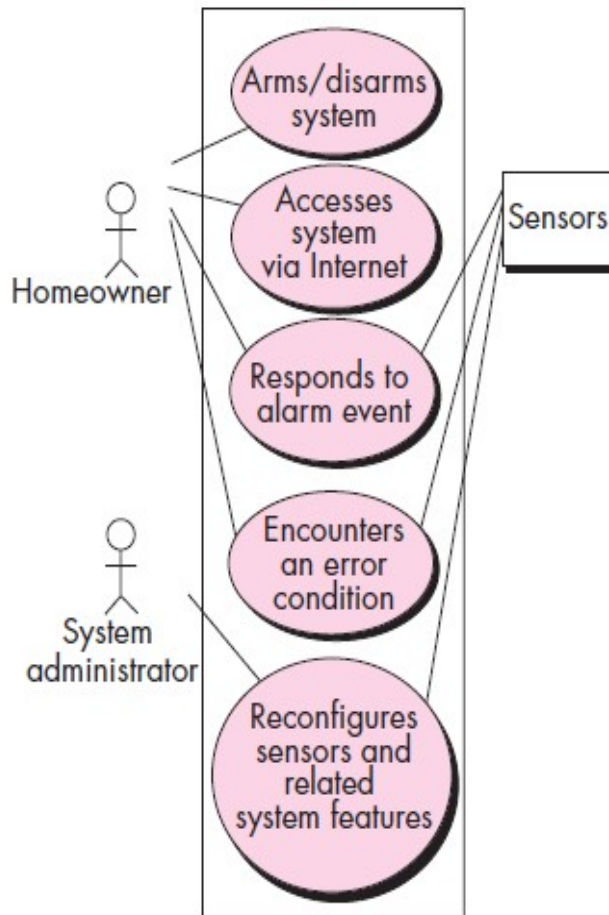 Arms/disarms
system
Accesses
system
via Internet
Sensors
Homeowner
Responds to
alarm event
Encounters
an error
condition
System
administrator
Reconfigures
sensors and
related
system features